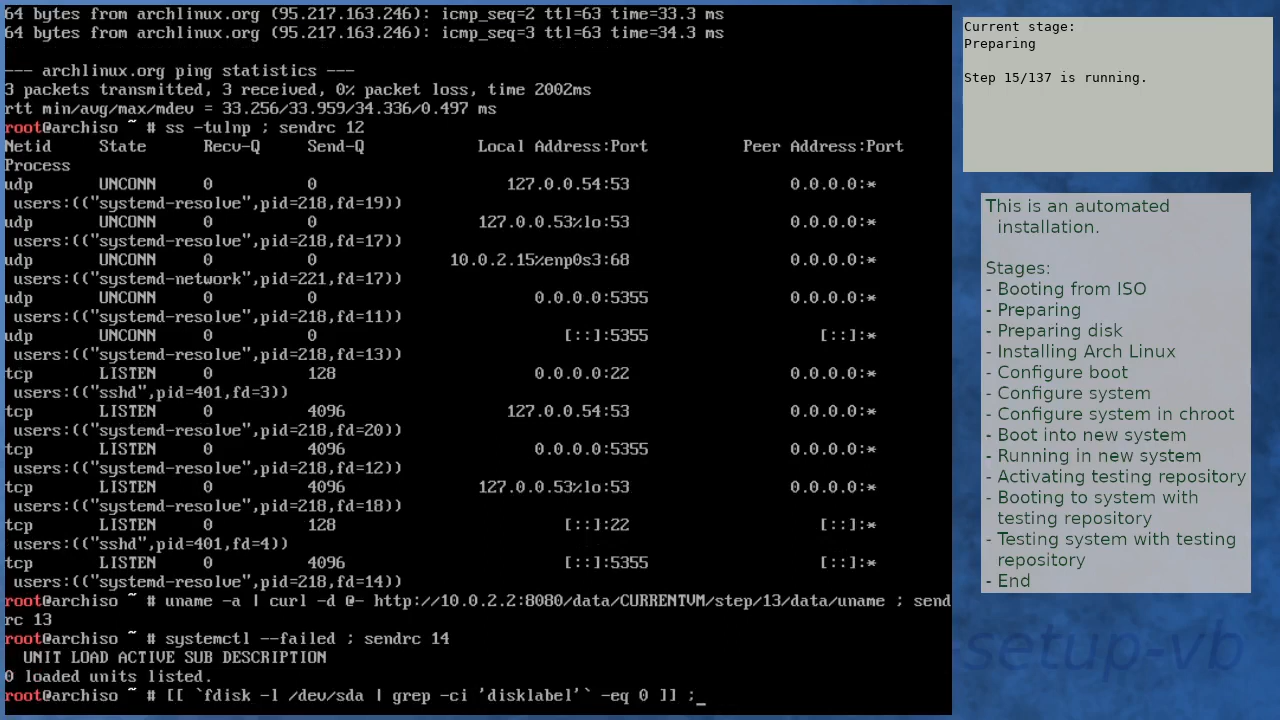 64 bytes from archlinux.org (95.217.163.246): icmp_seq=2 ttl=63 time=33.3 ms
64 bytes from archlinux.org (95.217.163.246): icmp_seq=3 ttl=63 time=34.3 ms
--- archlinux.org ping statistics ---
3 packets transmitted, 3 received, 0% packet loss, time 2002ms
rtt min/avg/max/mdev = 33.256/33.959/34.336/0.497 ms
root@archiso ~ # ss -tulnp ; sendrc 12
Netid State Recv-Q Send-Q Local Address:Port Peer Address:Port
Process
udp UNCONN 0 0 127.0.0.54:53 0.0.0.0:*
users:(("systemd-resolve",pid=218,fd=19))
udp UNCONN 0 0 127.0.0.53%lo:53 0.0.0.0:*
users:(("systemd-resolve",pid=218,fd=17))
udp UNCONN 0 0 10.0.2.15%enp0s3:68 0.0.0.0:*
users:(("systemd-network",pid=221,fd=17))
udp UNCONN 0 0 0.0.0.0:5355 0.0.0.0:*
users:(("systemd-resolve",pid=218,fd=11))
udp UNCONN 0 0 [::]:5355 [::]:*
users:(("systemd-resolve",pid=218,fd=13))
tcp LISTEN 0 128 0.0.0.0:22 0.0.0.0:*
users:(("sshd",pid=401,fd=3))
tcp LISTEN 0 4096 127.0.0.54:53 0.0.0.0:*
users:(("systemd-resolve",pid=218,fd=20))
tcp LISTEN 0 4096 0.0.0.0:5355 0.0.0.0:*
users:(("systemd-resolve",pid=218,fd=12))
tcp LISTEN 0 4096 127.0.0.53%lo:53 0.0.0.0:*
users:(("systemd-resolve",pid=218,fd=18))
tcp LISTEN 0 128 [::]:22 [::]:*
users:(("sshd",pid=401,fd=4))
tcp LISTEN 0 4096 [::]:5355 [::]:*
users:(("systemd-resolve",pid=218,fd=14))
root@archiso ~ # uname -a | curl -d @- http://10.0.2.2:8080/data/CURRENTVM/step/13/data/uname ; send
rc 13
root@archiso ~ # systemctl --failed ; sendrc 14
UNIT LOAD ACTIVE SUB DESCRIPTION
0 loaded units listed.
root@archiso ~ # [[ `fdisk -l /dev/sda | grep -ci 'disklabel'` -eq 0 ]] ;_
Current stage:
Preparing
Step 15/137 is running.
This is an automated
installation.
Stages:
- Booting from ISO
- Preparing
- Preparing disk
- Installing Arch Linux
- Configure boot
- Configure system
- Configure system in chroot
- Boot into new system
- Running in new system
- Activating testing repository
- Booting to system with
testing repository
- Testing system with testing
repository
- End
-setup-vb